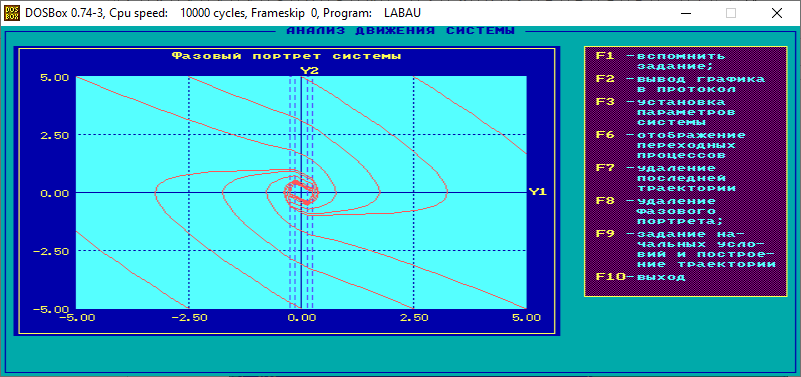 DOSBox 0.74-3, Cpu speed: 10000 cycles, Frameskip 0, Program: LABAU
АНАЛИЗ ДВИЖЕНИЯ СИСТЕМЫ
Фазовый портрет системы
Y2
5.00
2.50
0.00
Y1
-2.50
-5.00
-5.00 -2.50 0.00 2.50 5.00
F1 -вспомнить
задание;
F2 -вывод графика
в протокол
F3 -установка
параметров
системы
F6 -отображение
переходных
процессов
F7 -удаление
последней
траектории
F8 -удаление
Фазового
портрета;
F9 -задание на-
чальных усло-
вий и построе-
ние траектории
F10-выход